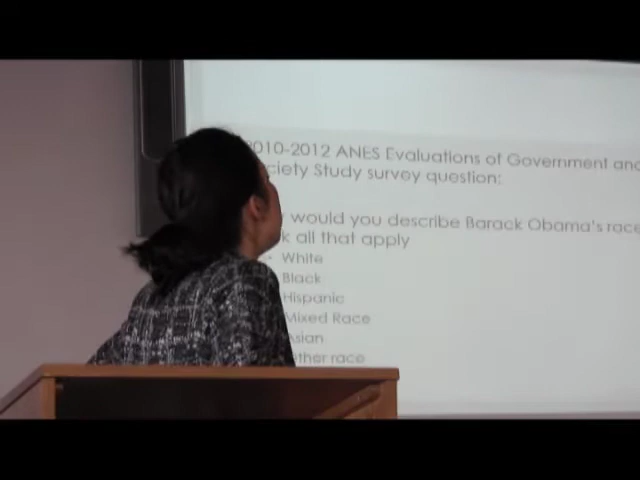 2010-2012 ANES Evaluations of Government and
Society Study survey question:
would you describe Barack Obama's race
all that apply
White
Black
Hispanic
Mixed Race
Asian
Other race